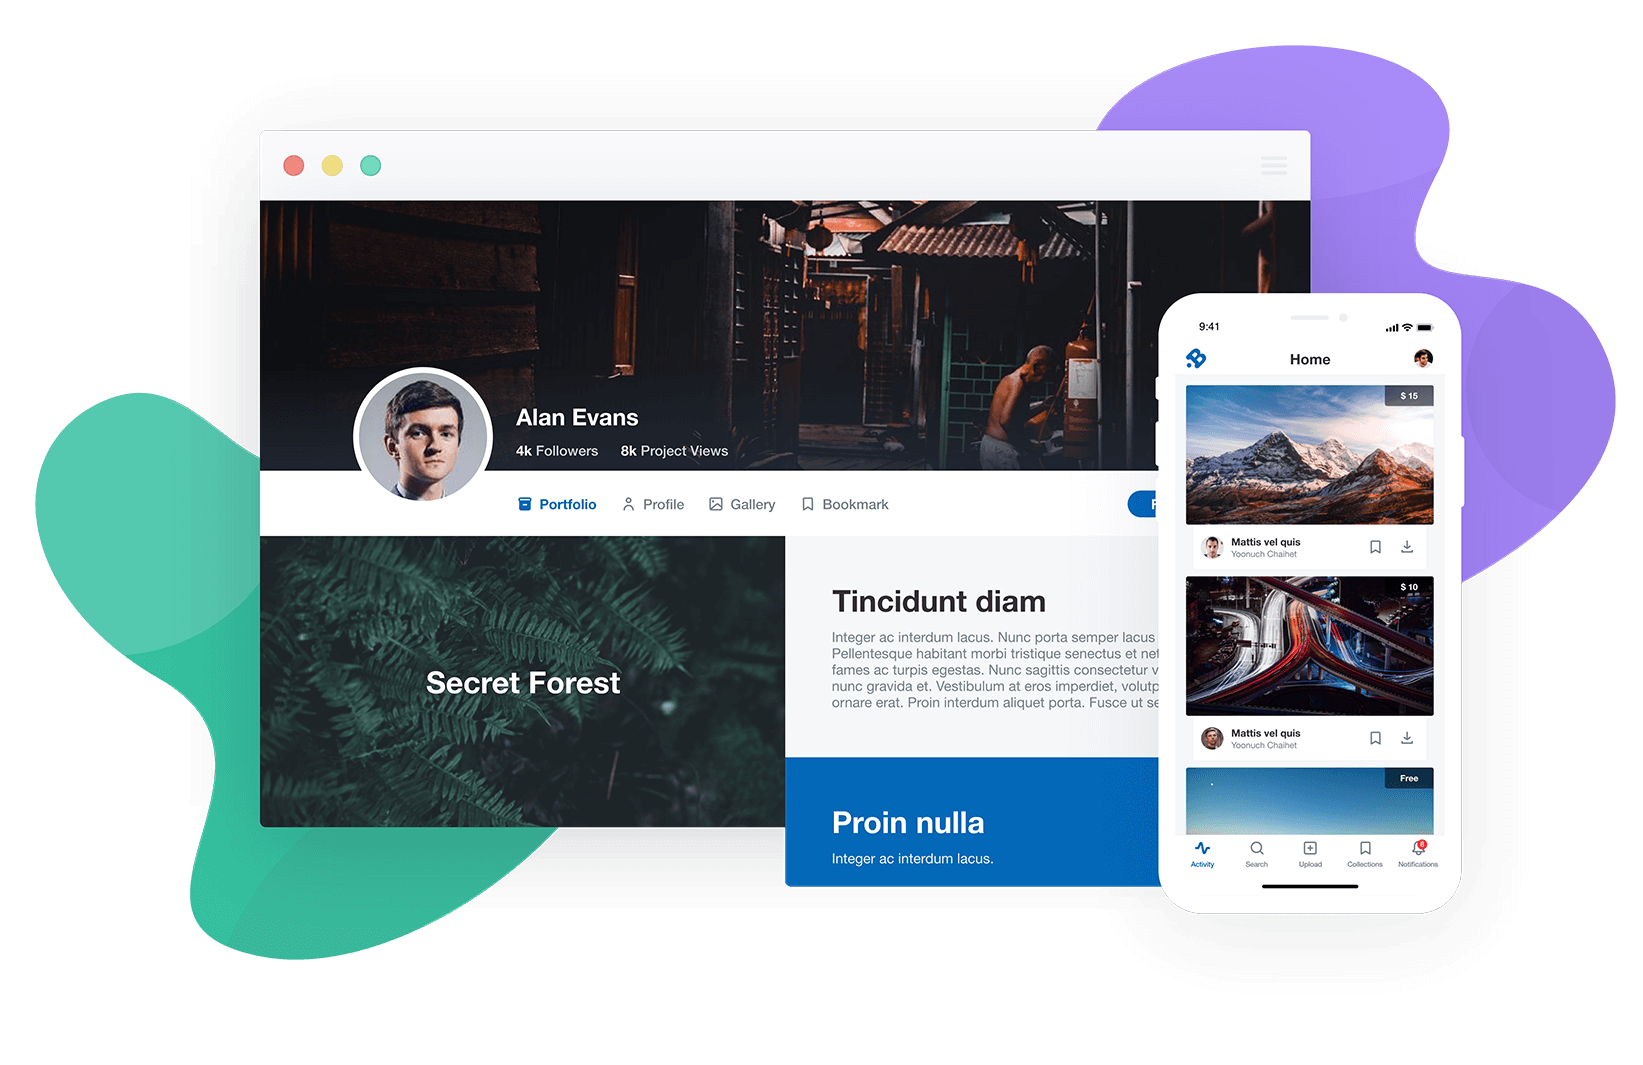 Alan Evans
4k Followers 8k Project Views
Portfolio Profile Gallery Bookmark
Secret Forest
Tincidunt diam
Integer ac interdum lacus. Nunc porta semper lacus
Pellentesque habitant morbi tristique senectus et
fames ac turpis egestas. Nunc sagittis consectetur
nunc gravida et. Vestibulum at eros imperdiet,
ornare erat. Proin interdum aliquet porta. Fusce ut
Proin nulla
Integer ac interdum lacus.
9:41
B
Home
$ 15
Mattis vel quis
Yoonuch Chaihet
$ 10
Mattis vel quis
Yoonuch Chaihet
Free
Activity Search Upload Collections Notifications